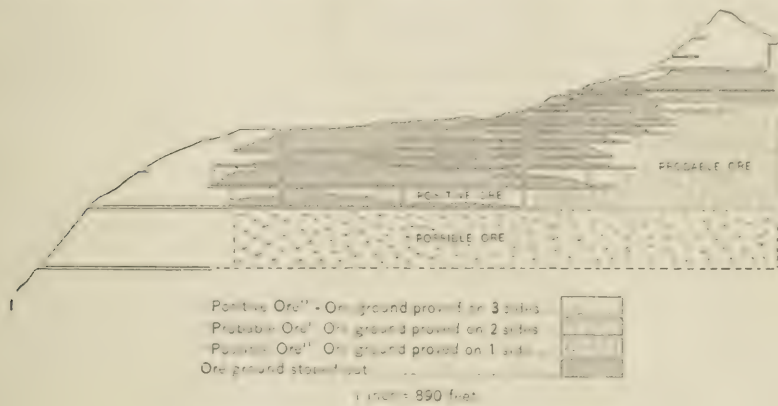 PROBABLE ORE
POSITIVE ORE
POSSIBLE ORE
Positive Ore" - Ore ground proved on 3 sides
Probable Ore" Ore ground proved on 2 sides
Possible Ore" Ore ground proved on 1 side
Ore ground stoped out
1 inch = 890 feet